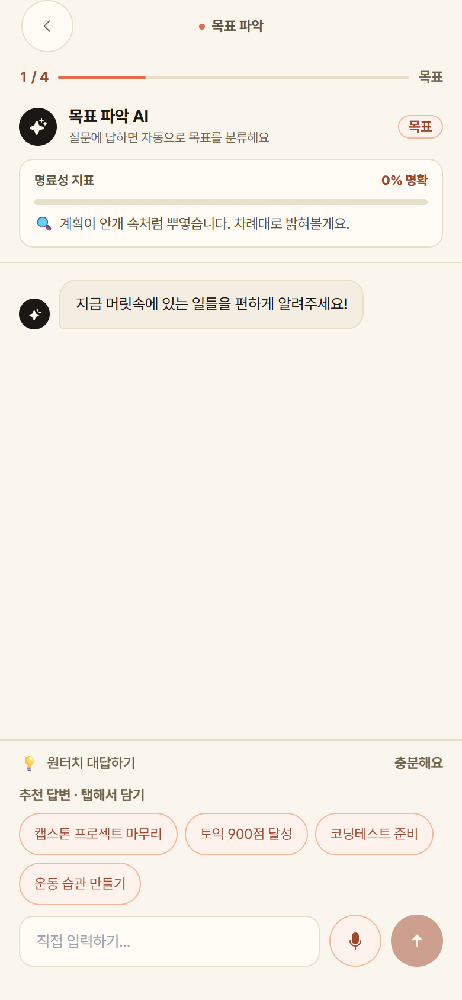 목표 파악
1 / 4 목표
목표 파악 AI
질문에 답하면 자동으로 목표를 분류해요
목표
명료성 지표 0% 명확
계획이 안개 속처럼 뿌옇습니다. 차례대로 밝혀볼게요.
지금 머릿속에 있는 일들을 편하게 알려주세요!
원터치 대답하기 충분해요
추천 답변 · 탭해서 담기
캡스톤 프로젝트 마무리 토익 900점 달성 코딩테스트 준비
운동 습관 만들기
직접 입력하기...